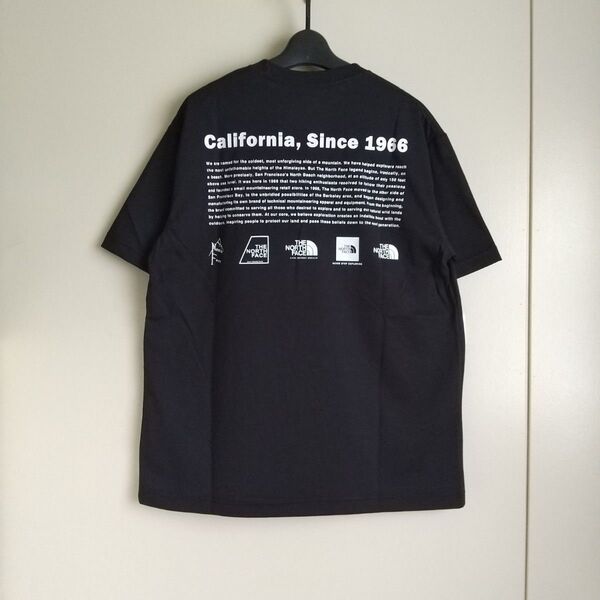 California, Since 1966
We are named for the coldest, most unforgiving side of a mountain. We have helped explorers reach
the most unfathomable heights of the Himalayas. But The North Face legend begins, ironically, on
a beach. More precisely, San Francisco's North Beach neighborhood, at an altitude of only 150 feet
above sea level. It was here in 1966 that two hiking enthusiasts resolved to follow their passions
and founded a small mountaineering retail store. In 1968, The North Face moved to the other side of
San Francisco Bay, to the unbridled possibilities of the Berkeley area, and began designing and
manufacturing its own brand of technical mountaineering apparel and equipment. From the beginning,
the brand committed to serving all those who desired to explore and to serving our natural wild lands
by helping to conserve them. At our core, we believe exploration creates an indelible bond with the
outdoors, inspiring people to protect our land and pass these beliefs down to the next generation.
THE
NORTH
FACE
THE
NORTH
FACE
THE
NORTH
FACE
NEVER STOP EXPLORING
THE
NORTH
FACE